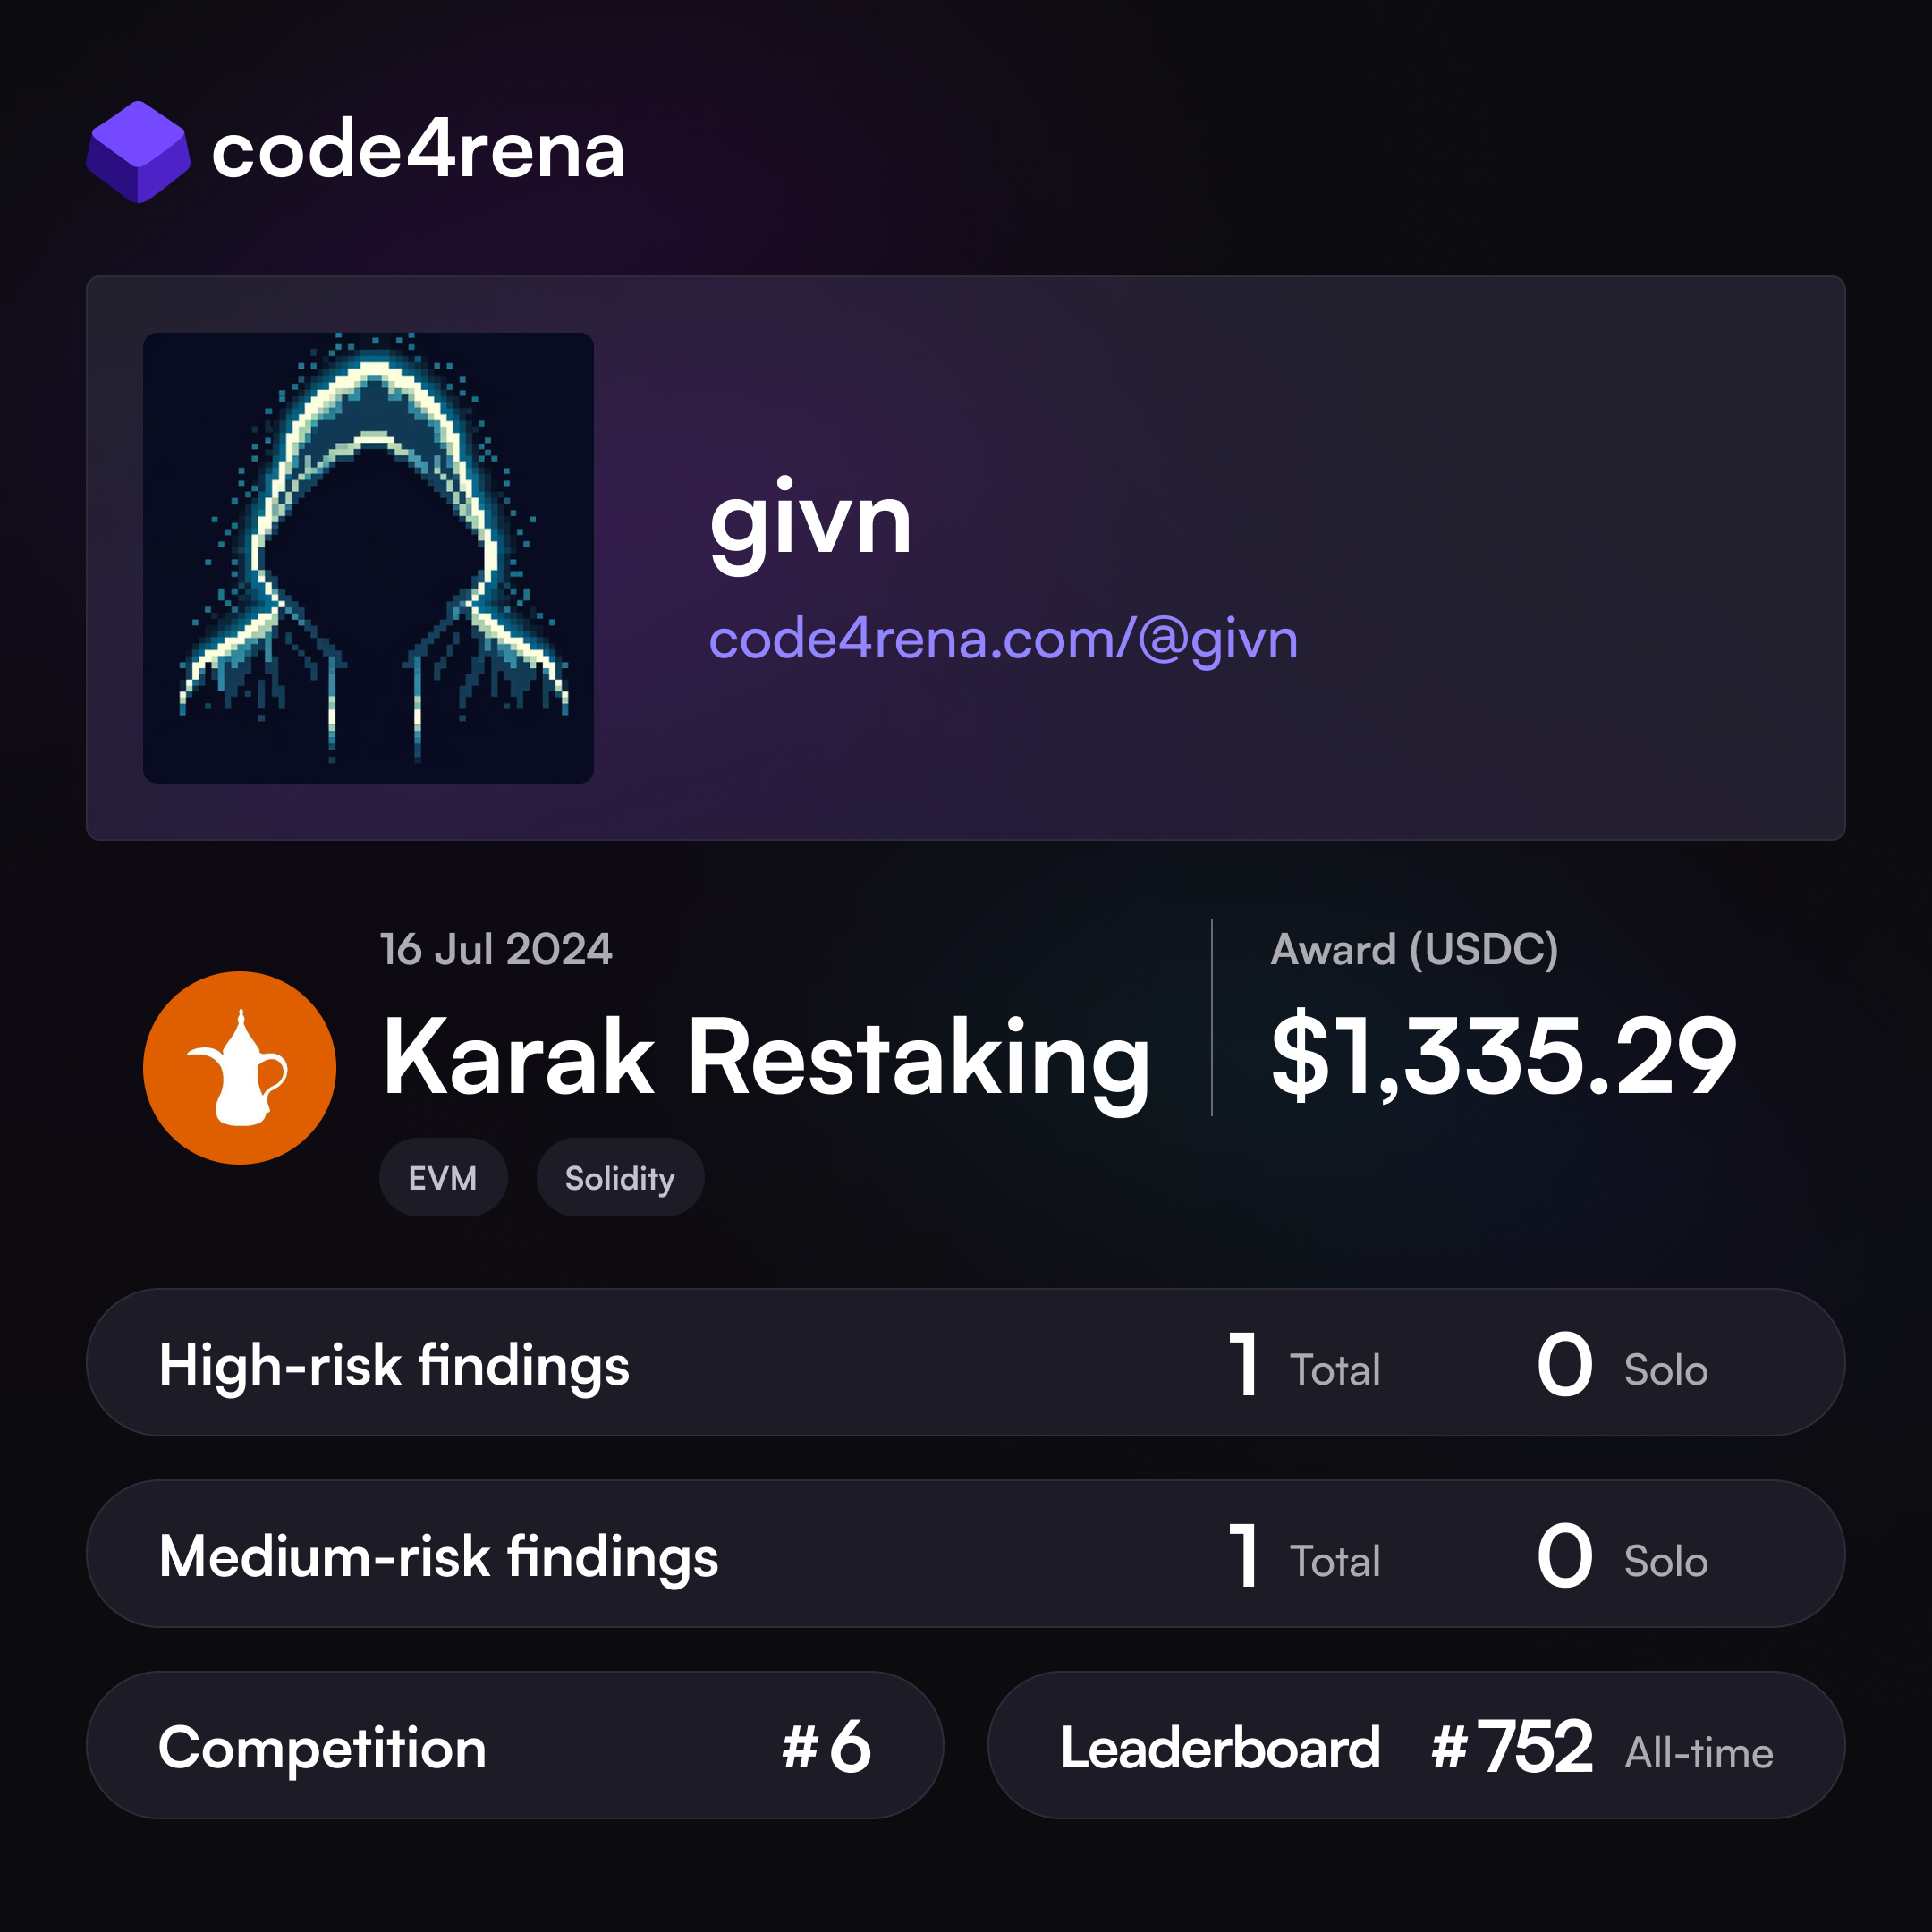 code4rena
givn
code4rena.com/@givn
16 Jul 2024
Karak Restaking
EVM Solidity
Award (USDC)
$1,335.29
High-risk findings 1 Total 0 Solo
Medium-risk findings 1 Total 0 Solo
Competition #6
Leaderboard #752 All-time